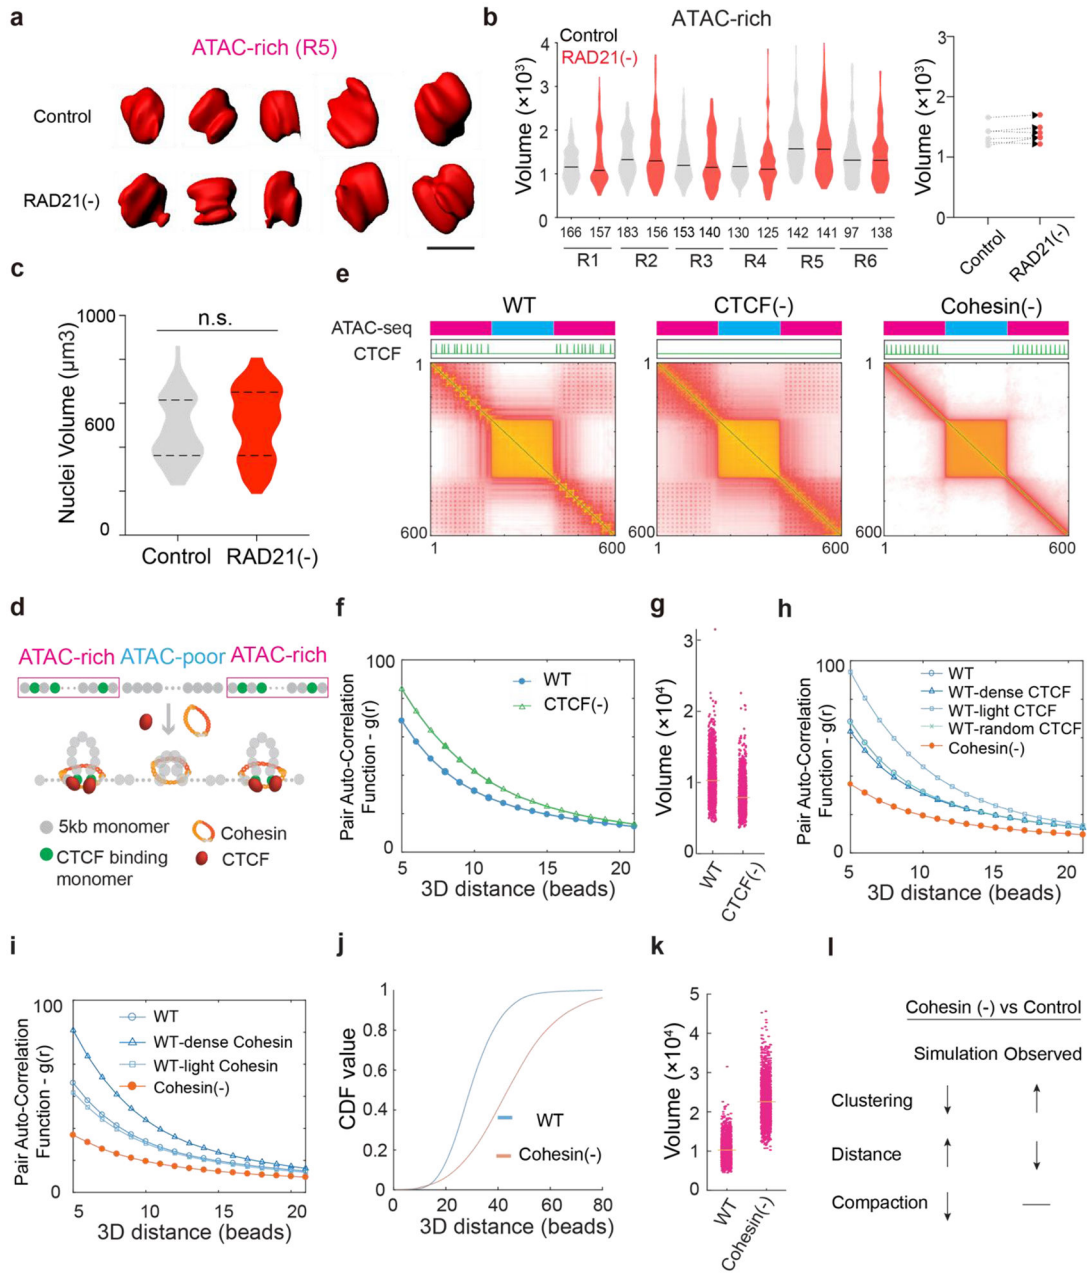 a
ATAC-rich (R5)
Control
RAD21(-)
b
ATAC-rich
Control
RAD21(-)
Volume (×10³)
4
3
2
1
0
166 157 183 156 153 140 130 125 142 141 97 138
R1 R2 R3 R4 R5 R6
Volume (×10³)
3
2
1
0
Control
RAD21(-)
c
Nuclei Volume (μm3)
1000
600
0
n.s.
Control RAD21(-)
e
WT CTCF(-) Cohesin(-)
ATAC-seq
CTCF
1
600
1 600
1
600
1 600
1
600
1 600
d
ATAC-rich ATAC-poor ATAC-rich
5kb monomer
CTCF binding
monomer
Cohesin
CTCF
f
Pair Auto-Correlation
Function - g(r)
100
0
WT
CTCF(-)
5 10 15 20
3D distance (beads)
g
Volume (×10⁴)
3
2
1
0
WT
CTCF(-)
h
Pair Auto-Correlation
Function - g(r)
100
0
WT
WT-dense CTCF
WT-light CTCF
WT-random CTCF
Cohesin(-)
5 10 15 20
3D distance (beads)
i
Pair Auto-Correlation
Function - g(r)
100
0
WT
WT-dense Cohesin
WT-light Cohesin
Cohesin(-)
5 10 15 20
3D distance (beads)
j
CDF value
1
0.8
0.6
0.4
0.2
0
WT
Cohesin(-)
0 20 40 60 80
3D distance (beads)
k
Volume (×10⁴)
5
4
3
2
1
0
WT
Cohesin(-)
l
Cohesin (-) vs Control
Simulation Observed
Clustering ↓ ↑
Distance ↑ ↓
Compaction ↓ —